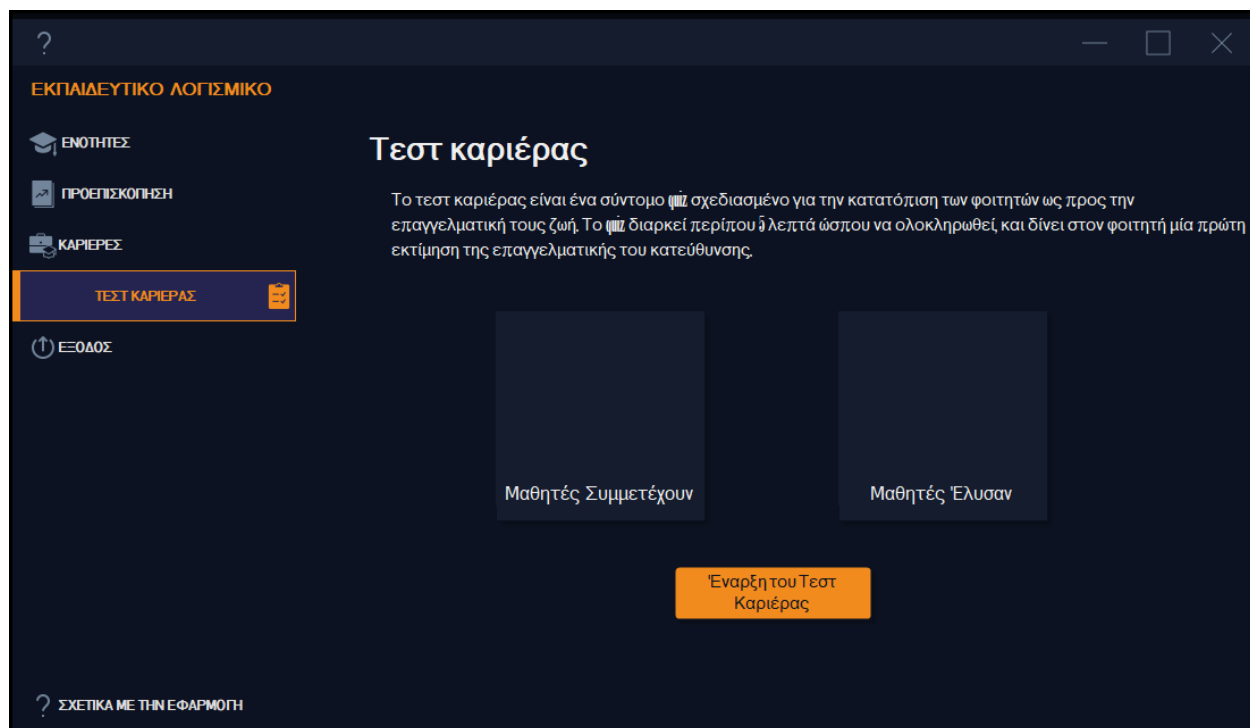 ?
ΕΚΠΑΙΔΕΥΤΙΚΟ ΛΟΓΙΣΜΙΚΟ
ΕΝΟΤΗΤΕΣ
ΠΡΟΕΠΙΣΚΟΠΗΣΗ
ΚΑΡΙΕΡΕΣ
ΤΕΣΤ ΚΑΡΙΕΡΑΣ
ΕΞΟΔΟΣ
Τεστ καριέρας
Το τεστ καριέρας είναι ένα σύντομο quiz σχεδιασμένο για την κατατόπιση των φοιτητών ως προς την
επαγγελματική τους ζωή. Το quiz διαρκεί περίπου 5 λεπτά ώσπου να ολοκληρωθεί, και δίνει στον φοιτητή μία πρώτη
εκτίμηση της επαγγελματικής του κατεύθυνσης.
Μαθητές Συμμετέχουν
Μαθητές Έλυσαν
Έναρξη του Τεστ
Καριέρας
? ΣΧΕΤΙΚΑ ΜΕ ΤΗΝ ΕΦΑΡΜΟΓΗ